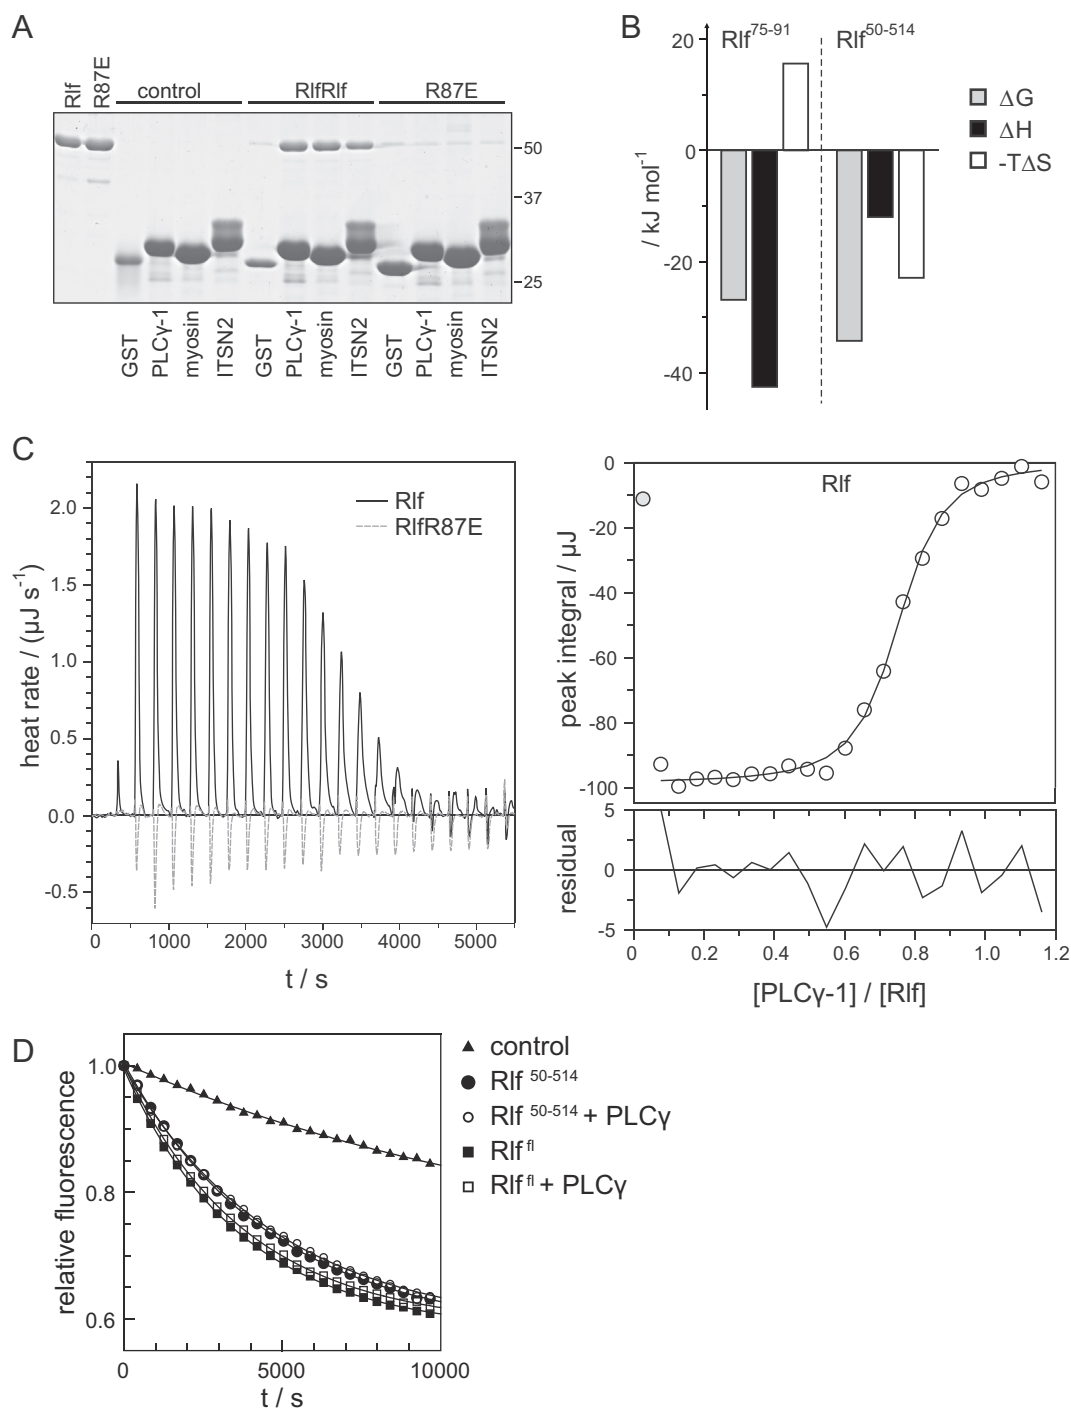 A
Rlf
R87E
control
RlfRlf
R87E
50
37
25
GST
PLCγ-1
myosin
ITSN2
GST
PLCγ-1
myosin
ITSN2
GST
PLCγ-1
myosin
ITSN2
B
Rlf75-91
Rlf50-514
20
0
-20
-40
/ kJ mol-1
ΔG
ΔH
-TΔS
C
2.0
1.5
1.0
0.5
0.0
-0.5
heat rate / (µJ s-1)
Rlf
RlfR87E
0 1000 2000 3000 4000 5000
t / s
Rlf
0
-20
-40
-60
-80
-100
peak integral / µJ
5
0
-5
residual
0 0.2 0.4 0.6 0.8 1.0 1.2
[PLCγ-1] / [Rlf]
D
1.0
0.8
0.6
relative fluorescence
0 5000 10000
t / s
control
Rlf 50-514
Rlf 50-514 + PLCγ
Rlf fl
Rlf fl + PLCγ